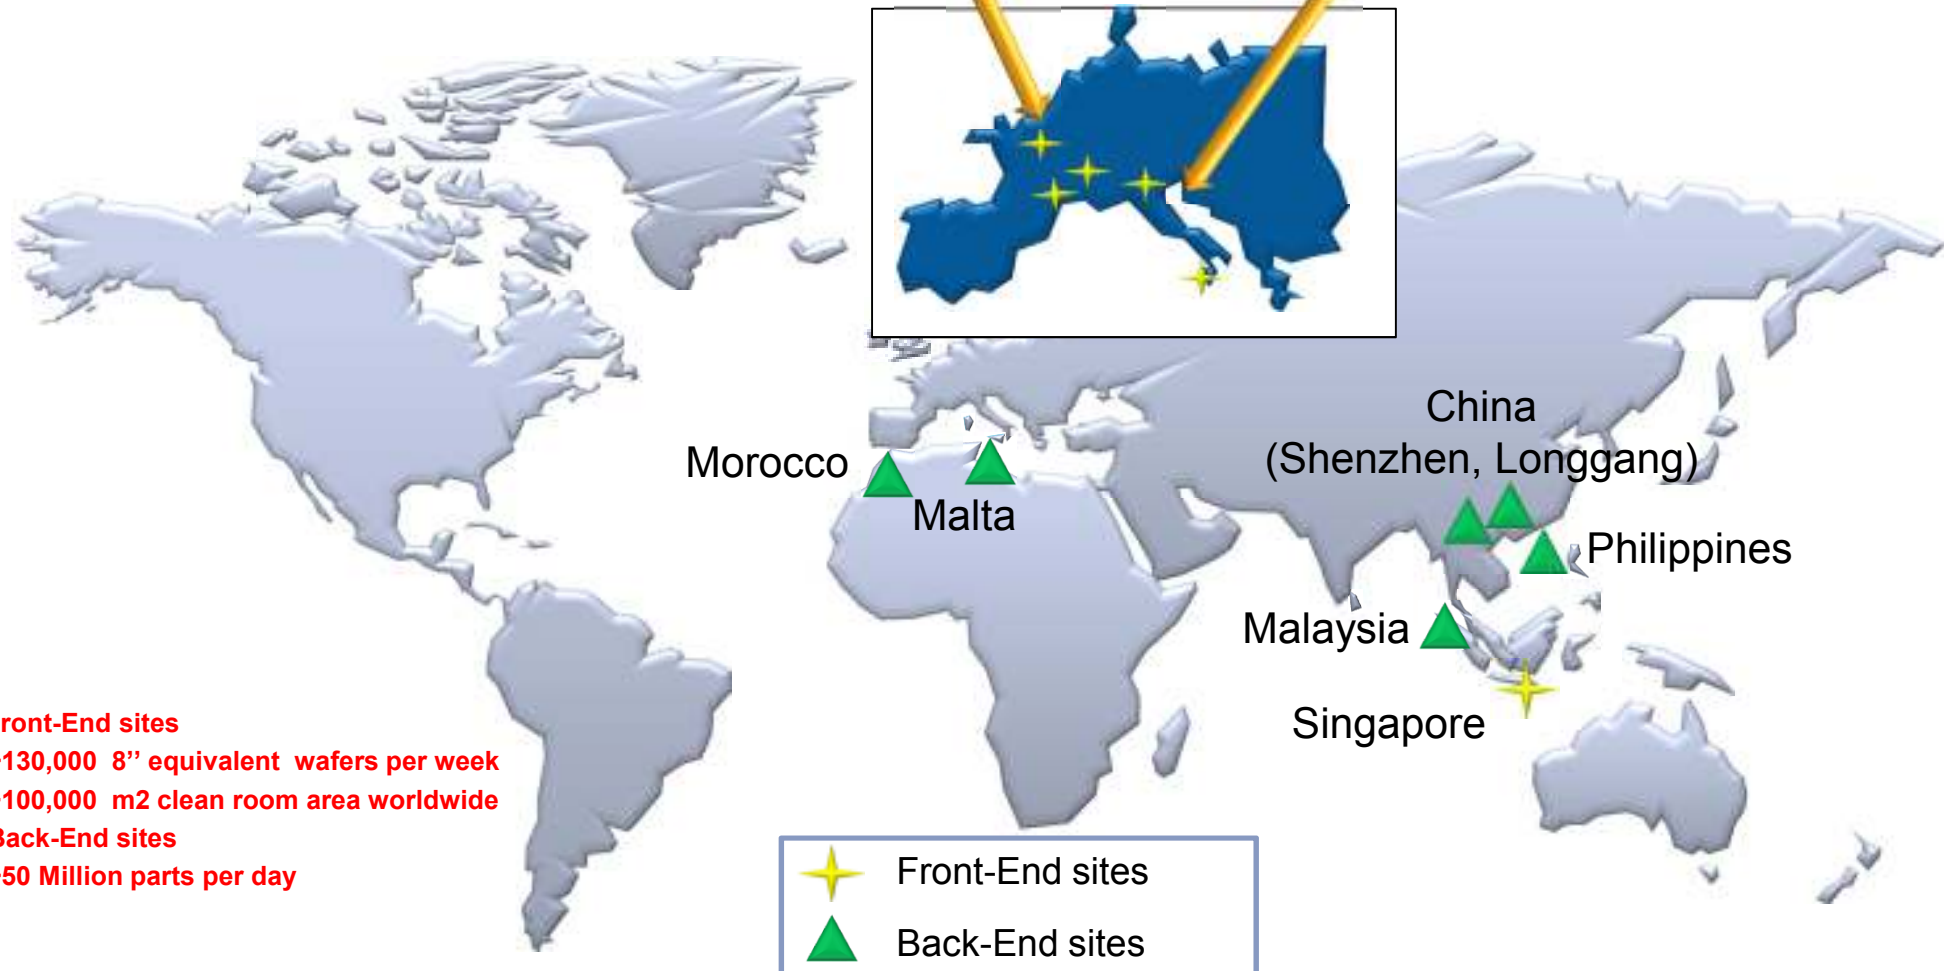 China
(Shenzhen, Longgang)
Morocco
Malta
Philippines
Malaysia
Singapore
ront-End sites
130,000 8’’ equivalent wafers per week
100,000 m2 clean room area worldwide
Back-End sites
50 Million parts per day
Front-End sites
Back-End sites